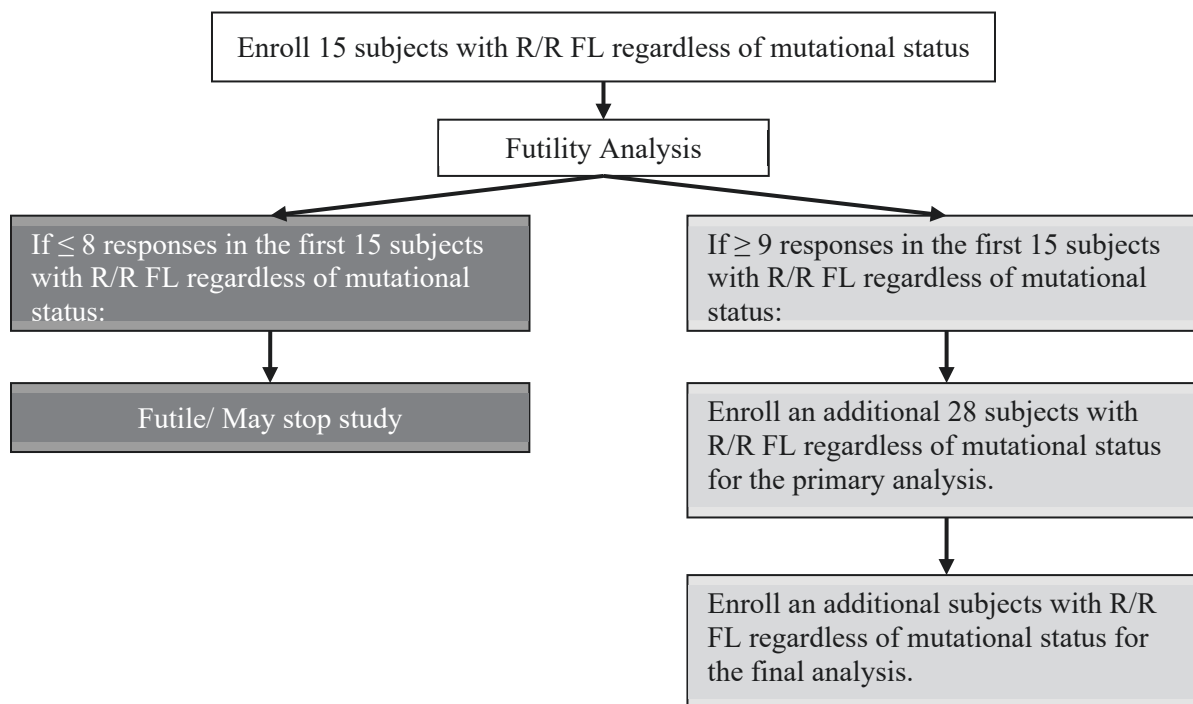 Enroll 15 subjects with R/R FL regardless of mutational status
Futility Analysis
If ≤ 8 responses in the first 15 subjects
with R/R FL regardless of mutational
status:
If ≥ 9 responses in the first 15 subjects
with R/R FL regardless of mutational
status:
Futile/ May stop study
Enroll an additional 28 subjects with
R/R FL regardless of mutational status
for the primary analysis.
Enroll an additional subjects with R/R
FL regardless of mutational status for
the final analysis.